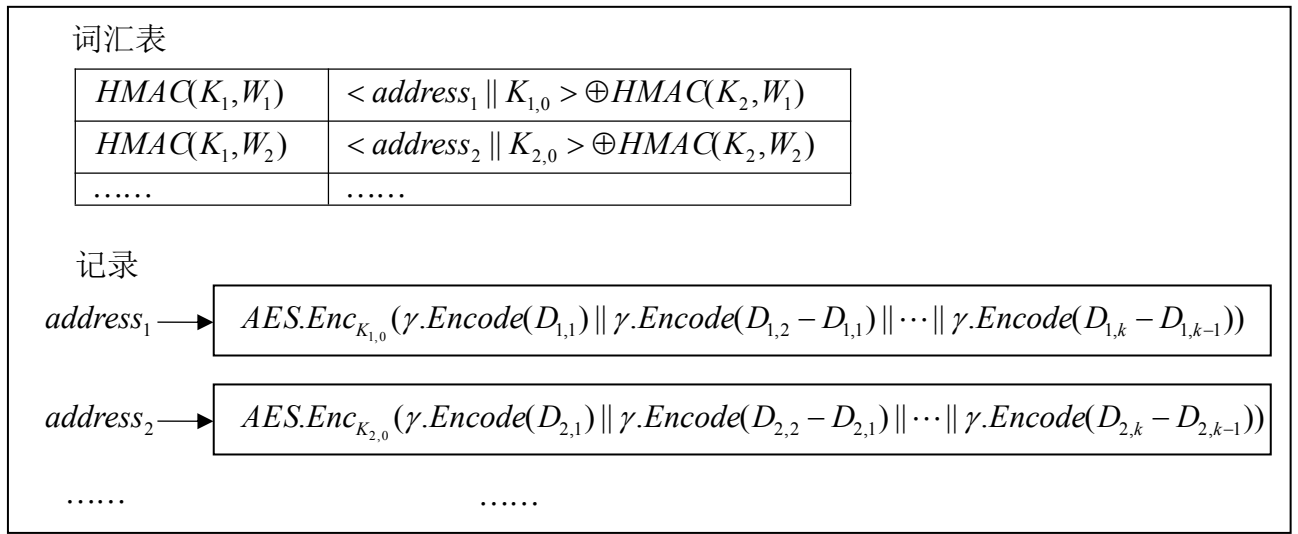 词汇表
HMAC(K₁,W₁) < address₁ || K₁,₀ > ⊕HMAC(K₂,W₁)
HMAC(K₁,W₂) < address₂ || K₂,₀ > ⊕HMAC(K₂,W₂)
…… ……
记录
address₁ AES.Enc_{K₁,₀}(γ.Encode(D₁,₁) || γ.Encode(D₁,₂ − D₁,₁) || ⋯ || γ.Encode(D₁,ₖ − D₁,ₖ₋₁))
address₂ AES.Enc_{K₂,₀}(γ.Encode(D₂,₁) || γ.Encode(D₂,₂ − D₂,₁) || ⋯ || γ.Encode(D₂,ₖ − D₂,ₖ₋₁))
…… ……